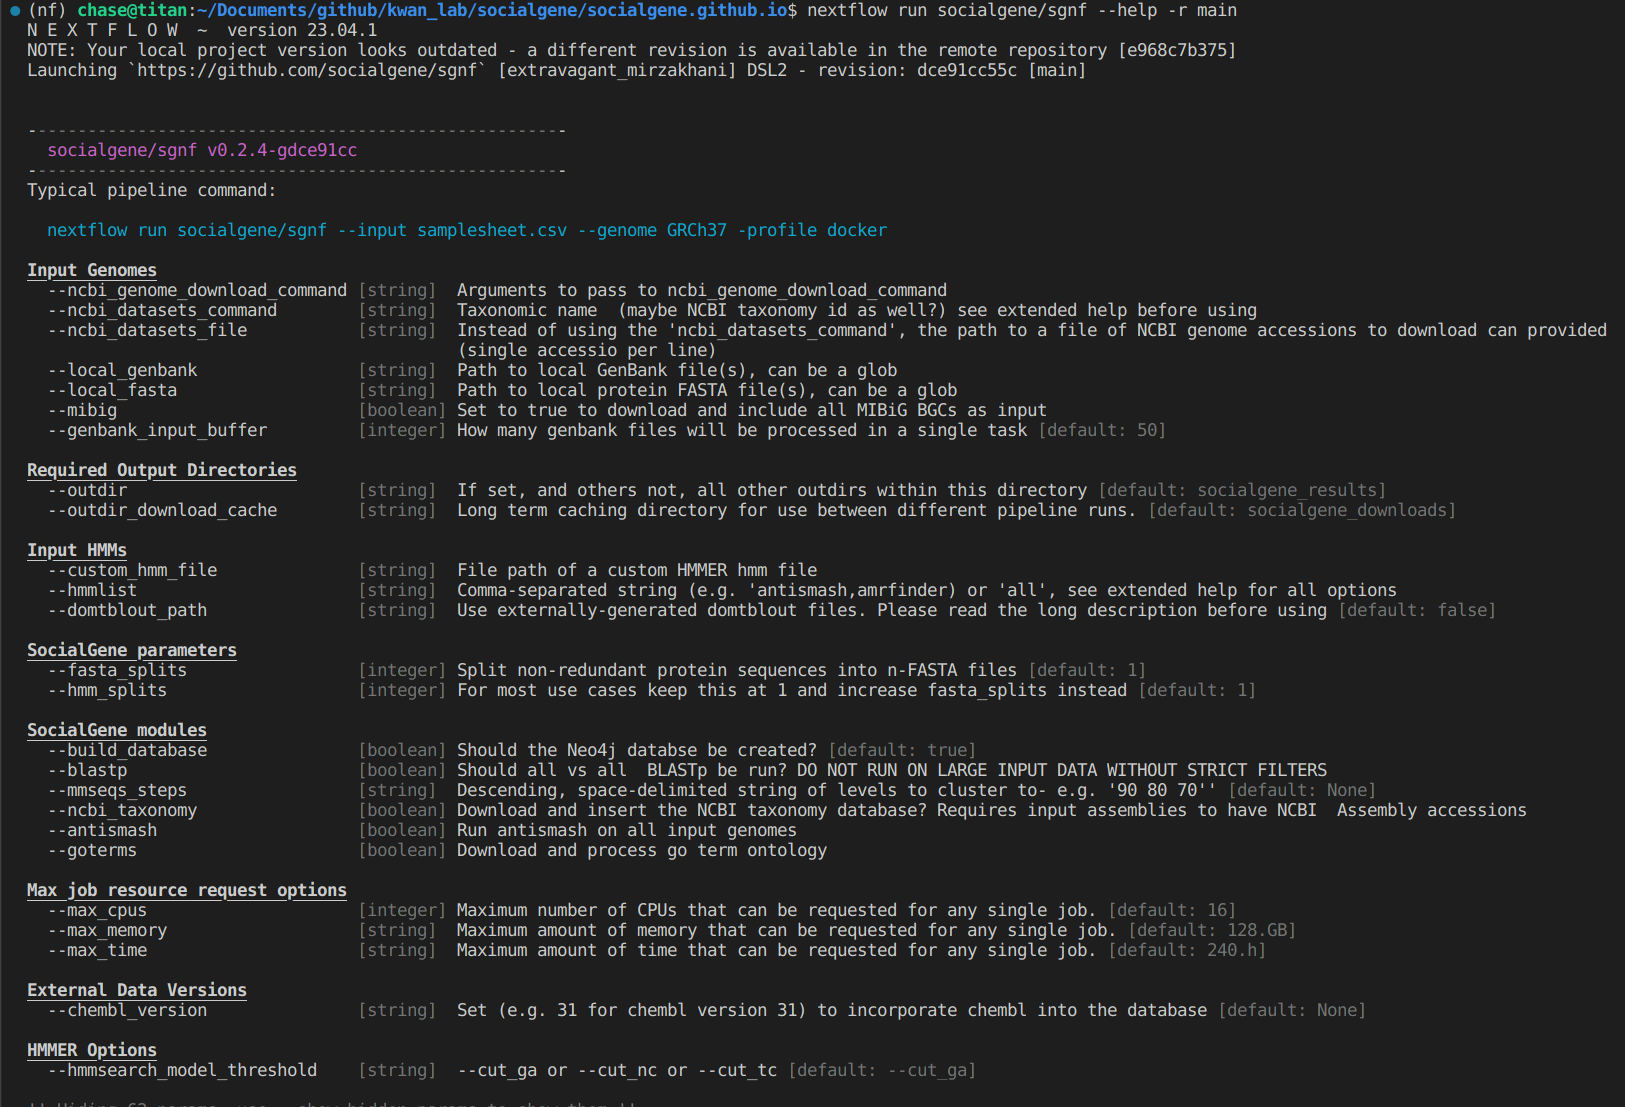 (nf) chase@titan:~/Documents/github/kwan_lab/socialgene/socialgene.github.io$ nextflow run socialgene/sgnf --help -r main
N E X T F L O W  ~  version 23.04.1
NOTE: Your local project version looks outdated - a different revision is available in the remote repository [e968c7b375]
Launching `https://github.com/socialgene/sgnf` [extravagant_mirzakhani] DSL2 - revision: dce91cc55c [main]
------------------------------------------------------
socialgene/sgnf v0.2.4-gdce91cc
------------------------------------------------------
Typical pipeline command:
nextflow run socialgene/sgnf --input samplesheet.csv --genome GRCh37 -profile docker
Input Genomes
--ncbi_genome_download_command [string]  Arguments to pass to ncbi_genome_download_command
--ncbi_datasets_command        [string]  Taxonomic name  (maybe NCBI taxonomy id as well?) see extended help before using
--ncbi_datasets_file           [string]  Instead of using the 'ncbi_datasets_command', the path to a file of NCBI genome accessions to download can provided
(single accessio per line)
--local_genbank                [string]  Path to local GenBank file(s), can be a glob
--local_fasta                  [string]  Path to local protein FASTA file(s), can be a glob
--mibig                        [boolean] Set to true to download and include all MIBiG BGCs as input
--genbank_input_buffer         [integer] How many genbank files will be processed in a single task [default: 50]
Required Output Directories
--outdir                       [string]  If set, and others not, all other outdirs within this directory [default: socialgene_results]
--outdir_download_cache        [string]  Long term caching directory for use between different pipeline runs. [default: socialgene_downloads]
Input HMMs
--custom_hmm_file              [string]  File path of a custom HMMER hmm file
--hmmlist                      [string]  Comma-separated string (e.g. 'antismash,amrfinder) or 'all', see extended help for all options
--domtblout_path               [string]  Use externally-generated domtblout files. Please read the long description before using [default: false]
SocialGene parameters
--fasta_splits                 [integer] Split non-redundant protein sequences into n-FASTA files [default: 1]
--hmm_splits                   [integer] For most use cases keep this at 1 and increase fasta_splits instead [default: 1]
SocialGene modules
--build_database               [boolean] Should the Neo4j databse be created? [default: true]
--blastp                       [boolean] Should all vs all  BLASTp be run? DO NOT RUN ON LARGE INPUT DATA WITHOUT STRICT FILTERS
--mmseqs_steps                 [string]  Descending, space-delimited string of levels to cluster to- e.g. '90 80 70'' [default: None]
--ncbi_taxonomy                [boolean] Download and insert the NCBI taxonomy database? Requires input assemblies to have NCBI  Assembly accessions
--antismash                    [boolean] Run antismash on all input genomes
--goterms                      [boolean] Download and process go term ontology
Max job resource request options
--max_cpus                     [integer] Maximum number of CPUs that can be requested for any single job. [default: 16]
--max_memory                   [string]  Maximum amount of memory that can be requested for any single job. [default: 128.GB]
--max_time                     [string]  Maximum amount of time that can be requested for any single job. [default: 240.h]
External Data Versions
--chembl_version               [string]  Set (e.g. 31 for chembl version 31) to incorporate chembl into the database [default: None]
HMMER Options
--hmmsearch_model_threshold    [string]  --cut_ga or --cut_nc or --cut_tc [default: --cut_ga]